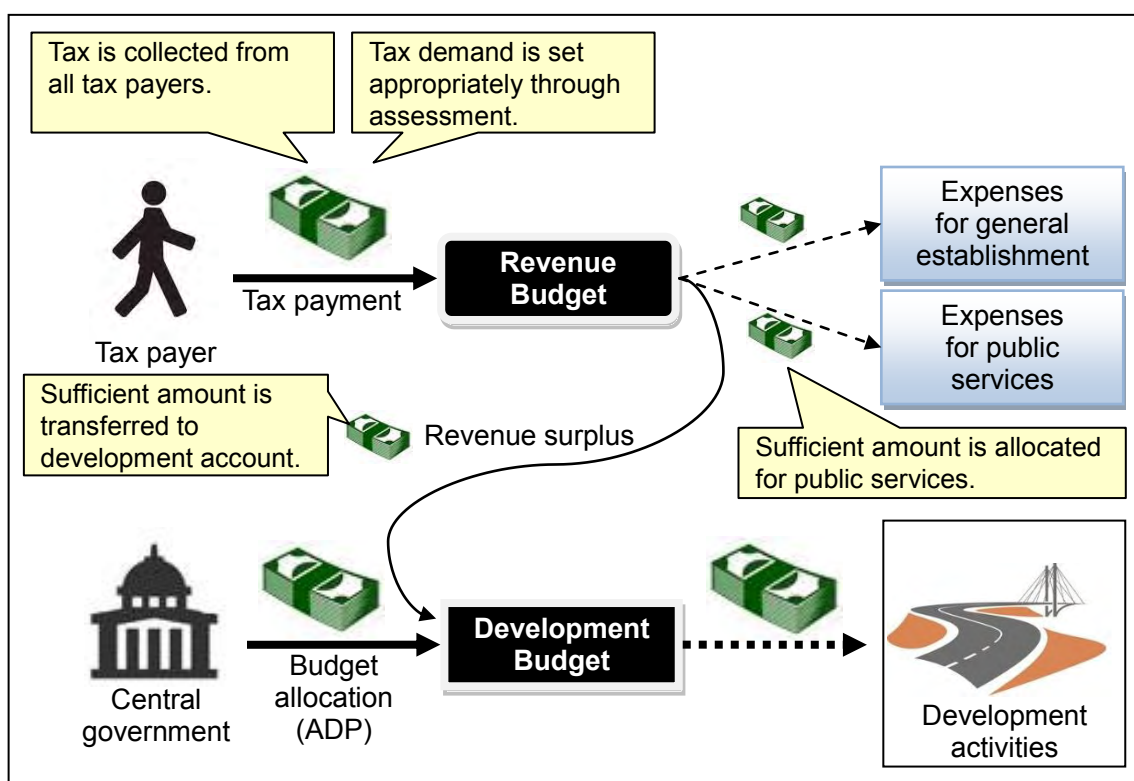 Tax is collected from
all tax payers.
Tax demand is set
appropriately through
assessment.
Expenses
for general
establishment
Revenue
Budget
Tax payment
Expenses
for public
services
Tax payer
Sufficient amount is
transferred to
development account.
Revenue surplus
Sufficient amount is allocated
for public services.
Development
Budget
Budget
allocation
(ADP)
Central
government
Development
activities